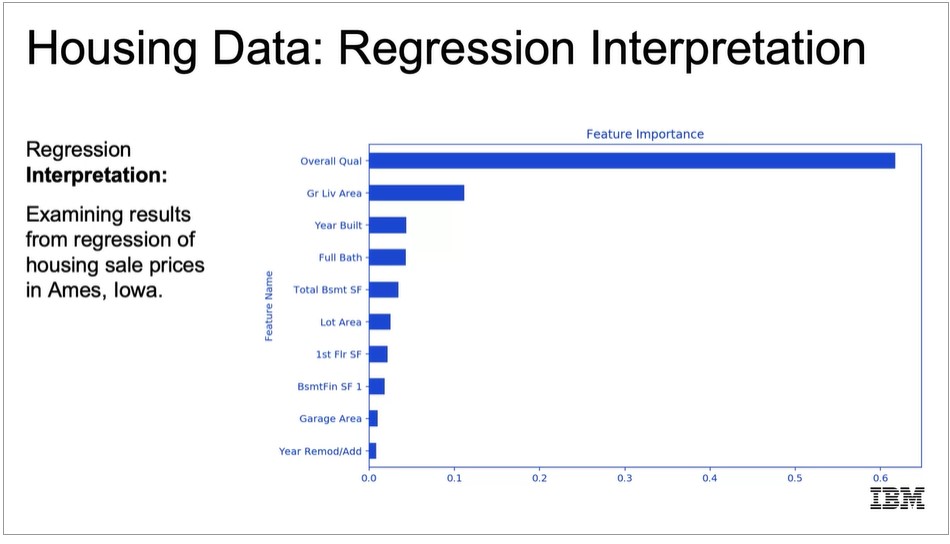 Housing Data: Regression Interpretation
Regression
Interpretation:
Examining results
from regression of
housing sale prices
in Ames, Iowa.
Feature Importance
Feature Name
Overall Qual
Gr Liv Area
Year Built
Full Bath
Total Bsmt SF
Lot Area
1st Flr SF
BsmtFin SF 1
Garage Area
Year Remod/Add
0.0 0.1 0.2 0.3 0.4 0.5 0.6
IBM